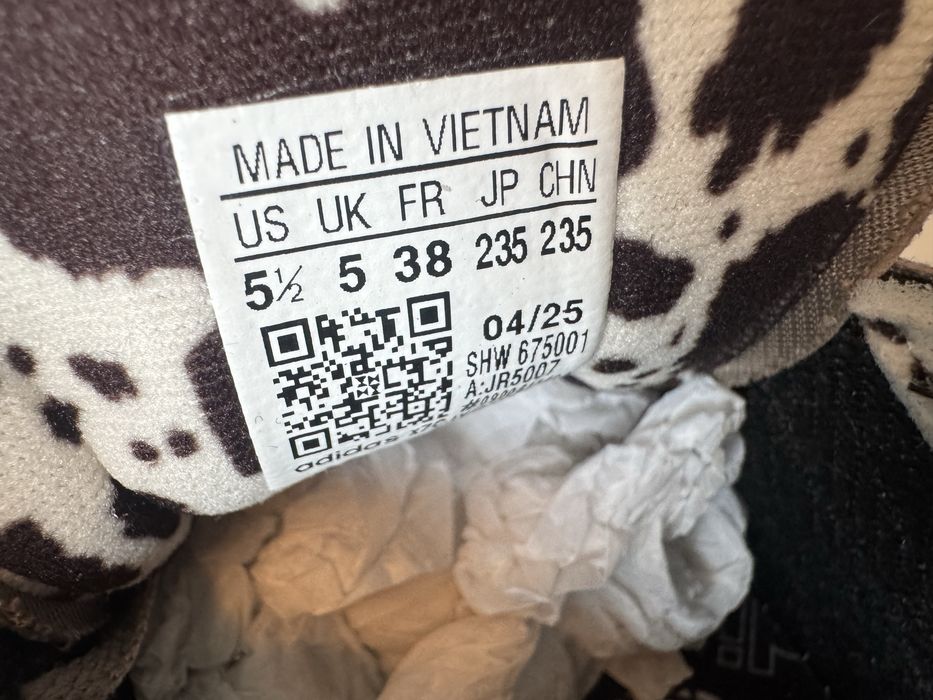 MADE IN VIETNAM
US UK FR JP CHN
5½ 5 38 235 235
04/25
SHW 675001
A:JR5007
adidas